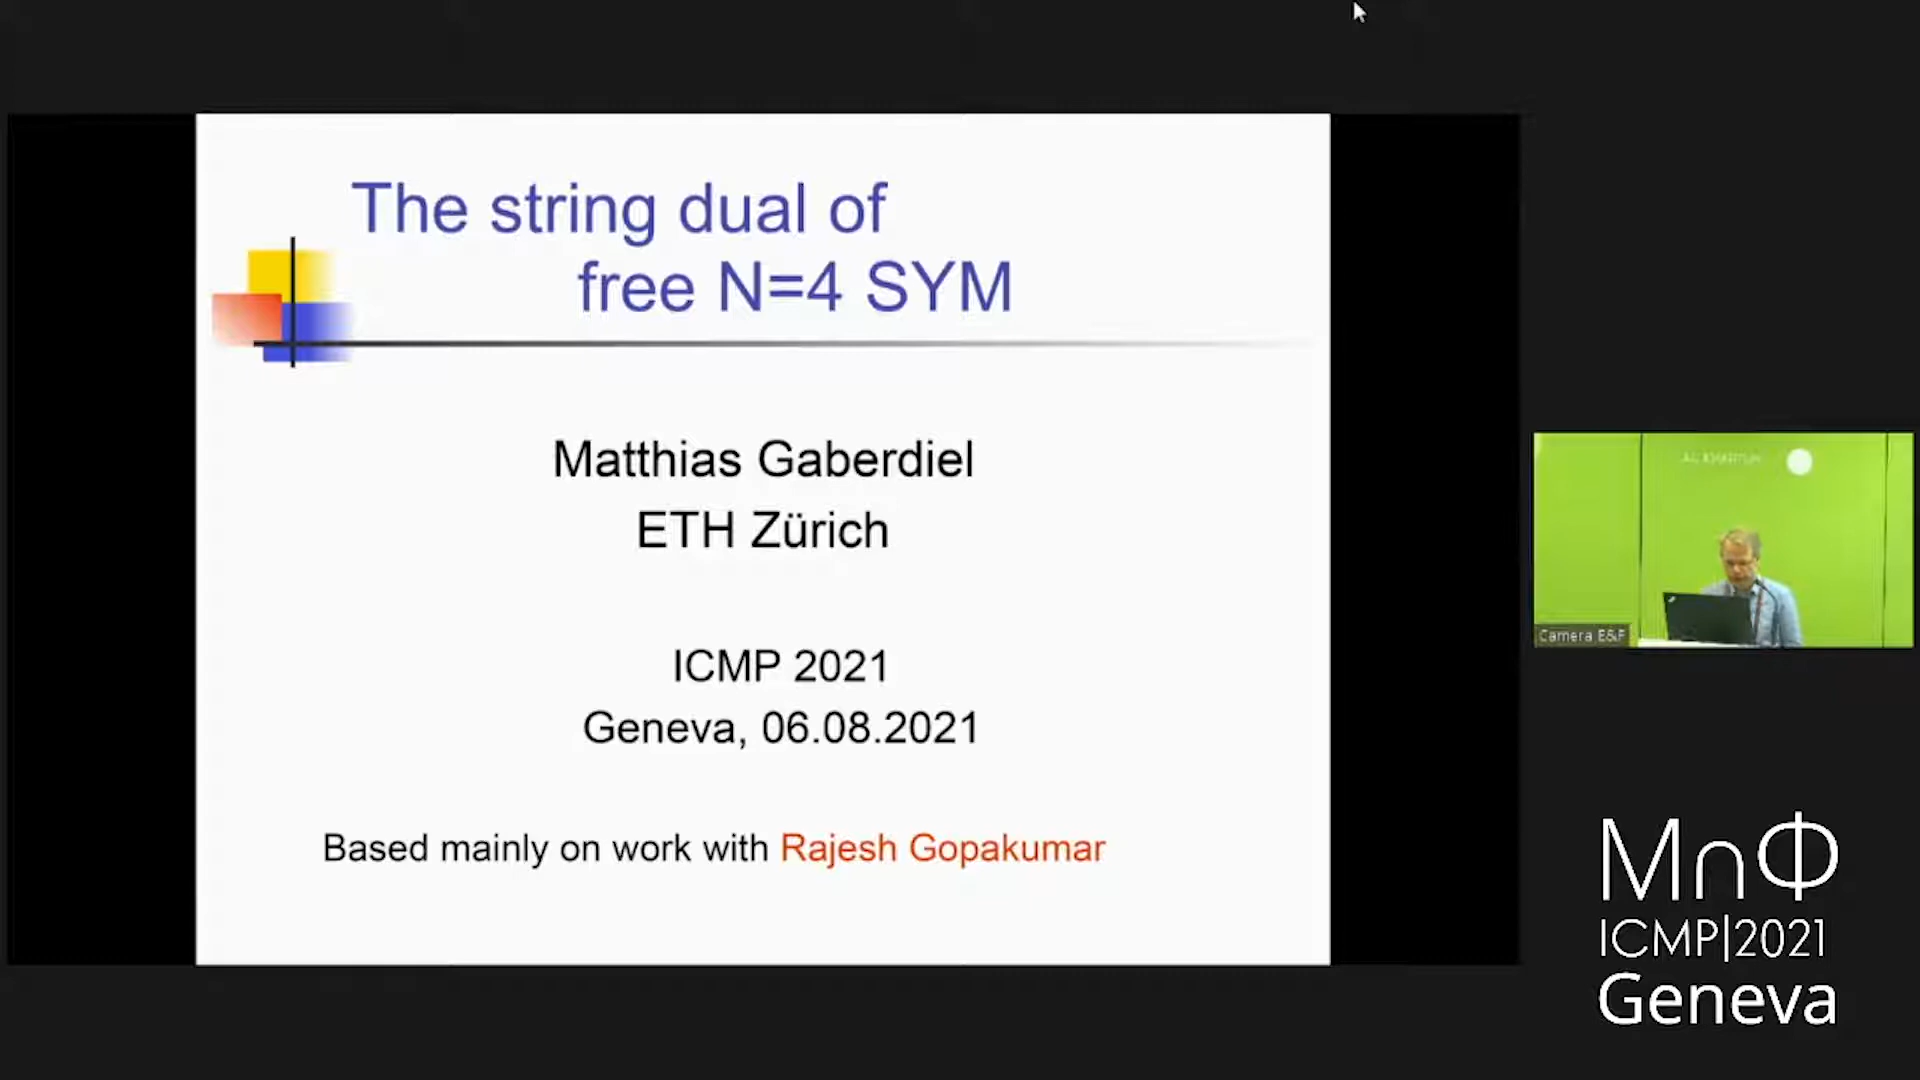 The string dual of
free N=4 SYM
Matthias Gaberdiel
ETH Zürich
ICMP 2021
Geneva, 06.08.2021
Based mainly on work with Rajesh Gopakumar
Camera E&F
M∩Φ
ICMP|2021
Geneva